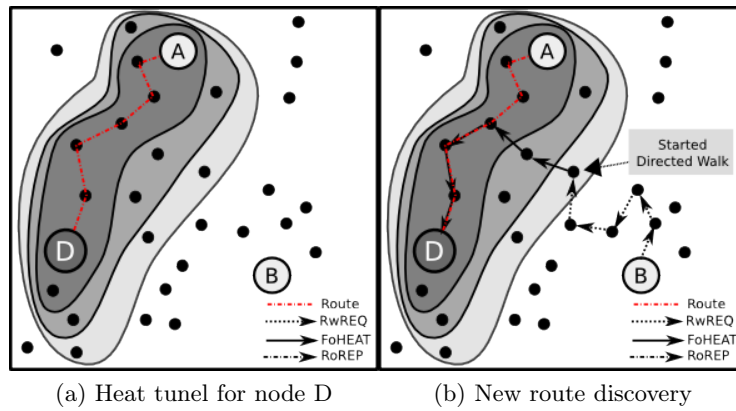 A
D
B
Route
RwREQ
FoHEAT
RoREP
A
Started
Directed Walk
D
B
Route
RwREQ
FoHEAT
RoREP
(a) Heat tunel for node D
(b) New route discovery